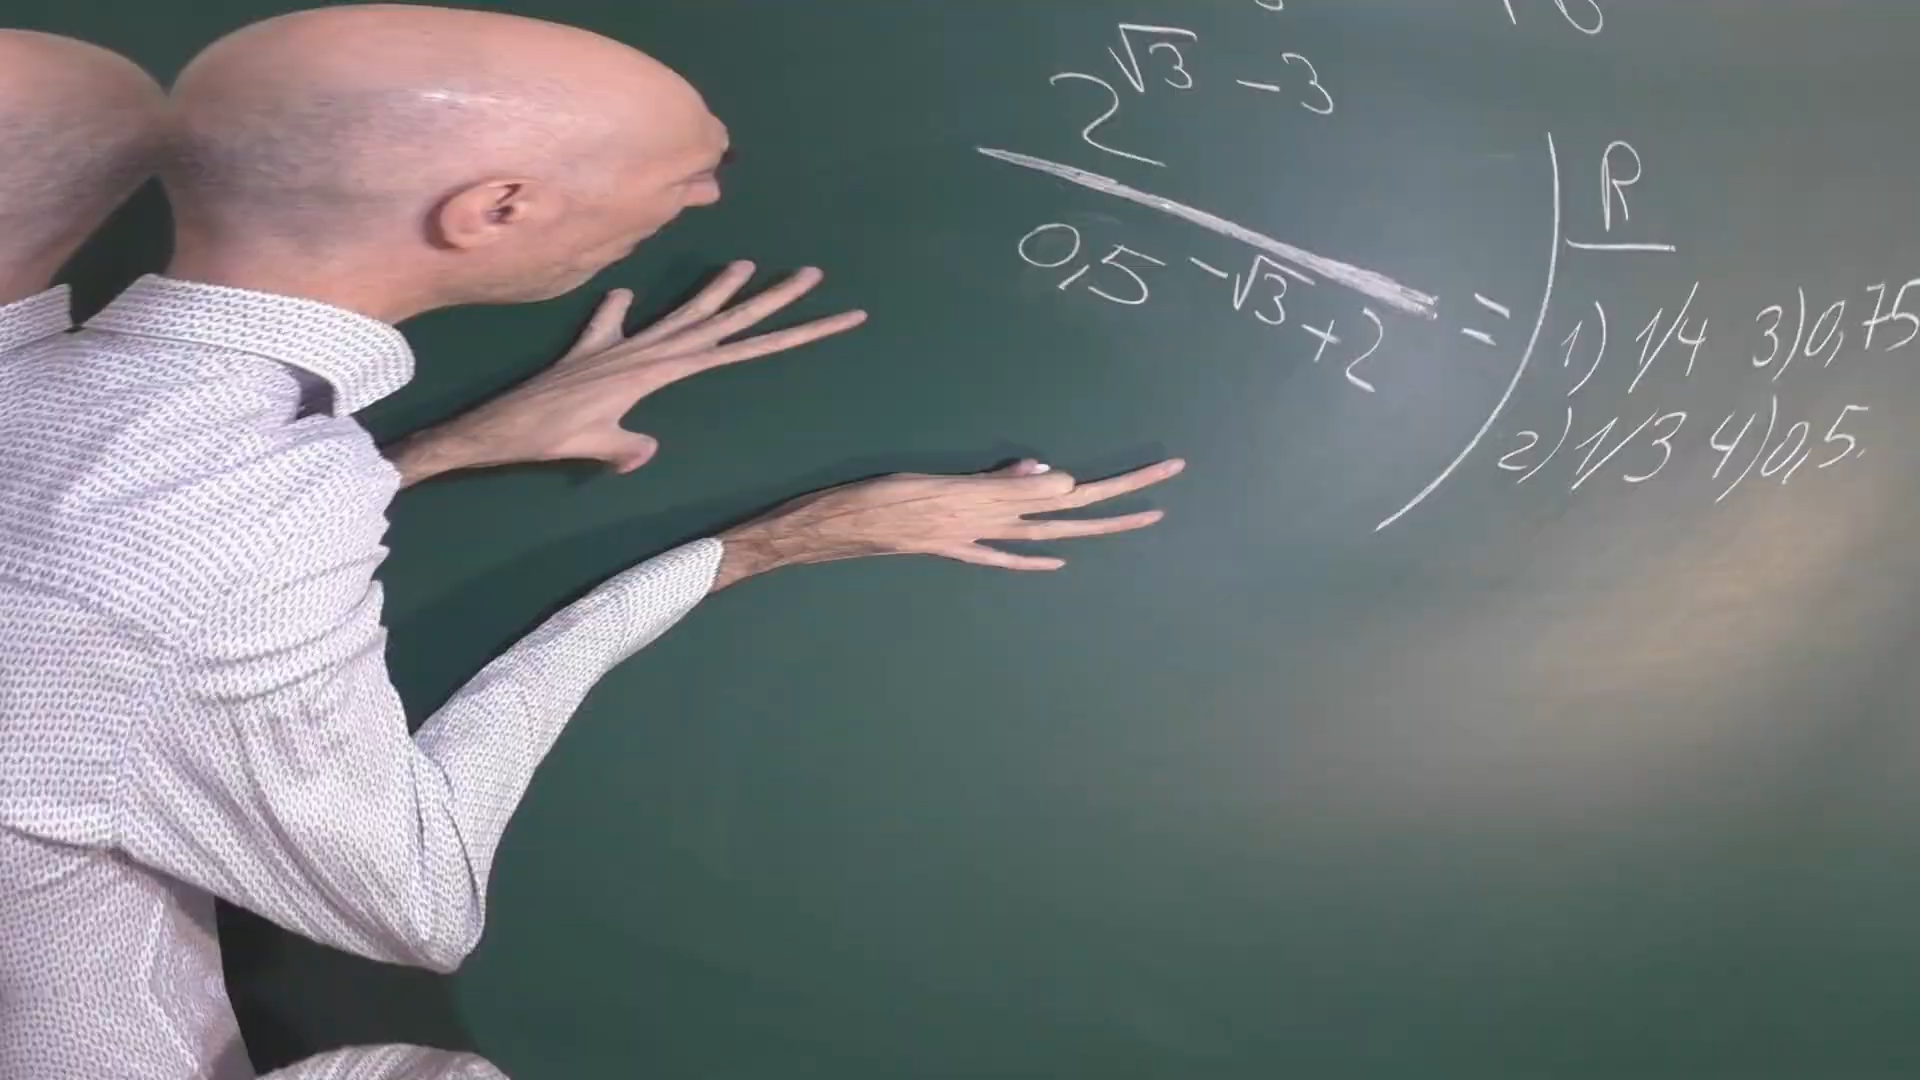 2^√3 - 3
0,5^-√3 + 2 =
R
1) 1/4 3) 0,75
2) 1/3 4) 0,5.